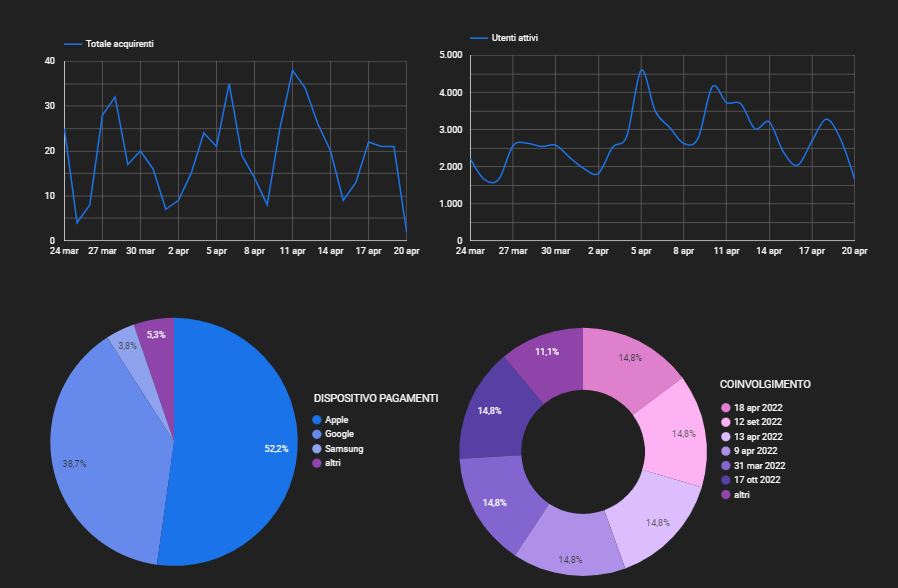 Totale acquirenti
40
30
20
10
0
24 mar 27 mar 30 mar 2 apr 5 apr 8 apr 11 apr 14 apr 17 apr 20 apr
Utenti attivi
5.000
4.000
3.000
2.000
1.000
0
24 mar 27 mar 30 mar 2 apr 5 apr 8 apr 11 apr 14 apr 17 apr 20 apr
5,3%
3,8%
38,7%
52,2%
DISPOSITIVO PAGAMENTI
Apple
Google
Samsung
altri
11,1%
14,8%
14,8%
14,8%
14,8%
14,8%
14,8%
COINVOLGIMENTO
18 apr 2022
12 set 2022
13 apr 2022
9 apr 2022
31 mar 2022
17 ott 2022
altri